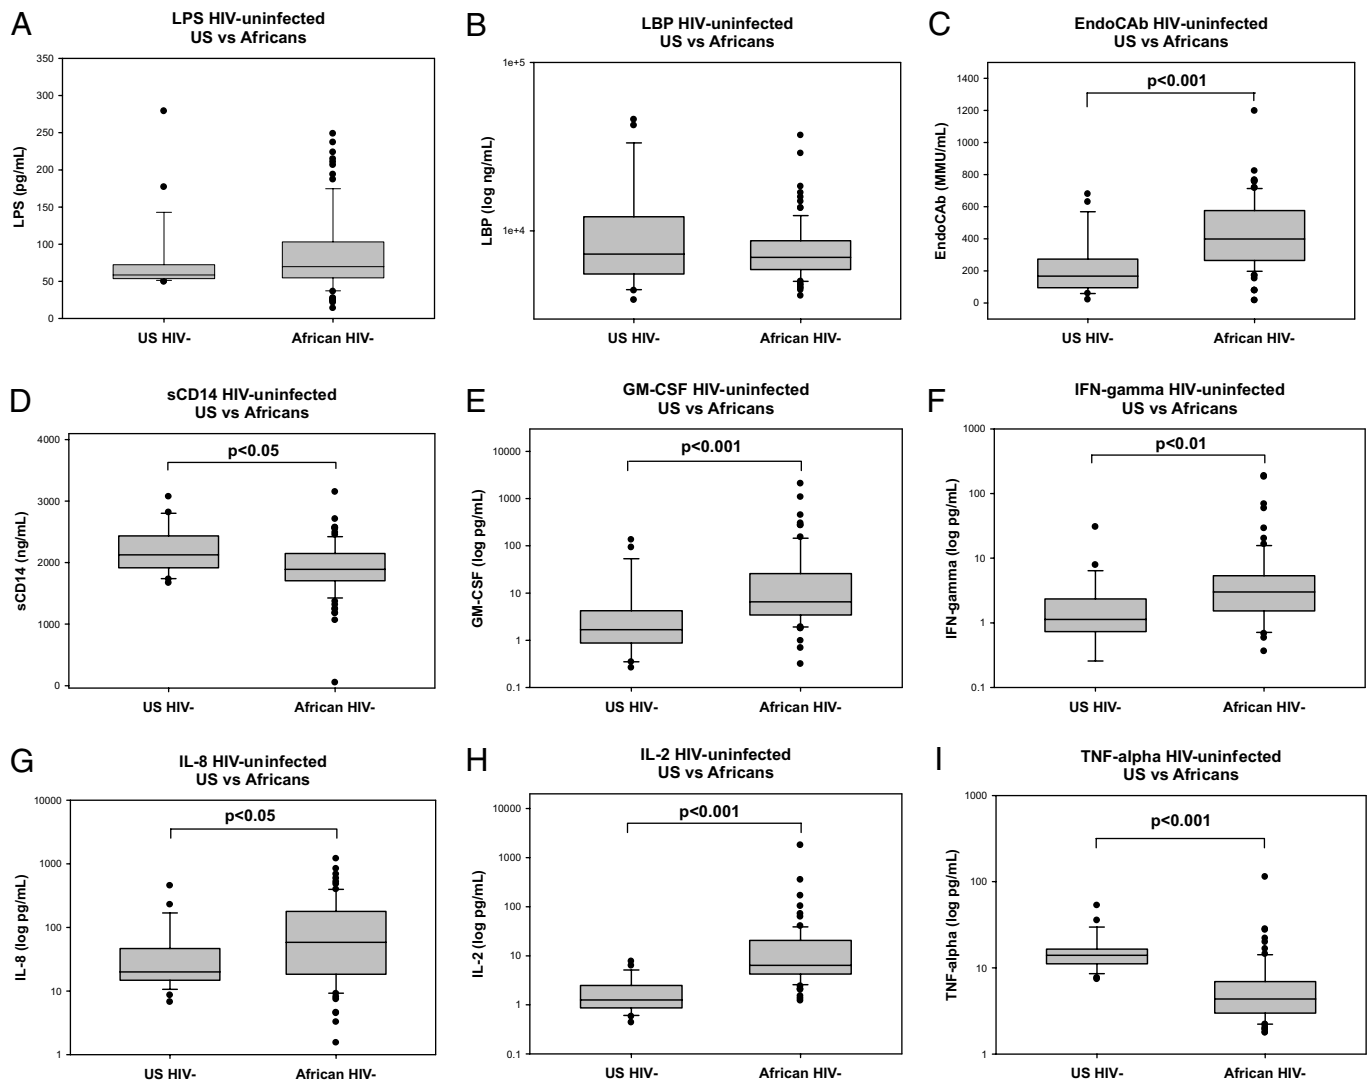 A
LPS HIV-uninfected
US vs Africans
LPS (pg/mL)
350
300
250
200
150
100
50
0
US HIV-
African HIV-
B
LBP HIV-uninfected
US vs Africans
LBP (log ng/mL)
1e+5
1e+4
US HIV-
African HIV-
C
EndoCAb HIV-uninfected
US vs Africans
EndoCAb (MMU/mL)
1400
1200
1000
800
600
400
200
0
p<0.001
US HIV-
African HIV-
D
sCD14 HIV-uninfected
US vs Africans
sCD14 (ng/mL)
4000
3000
2000
1000
0
p<0.05
US HIV-
African HIV-
E
GM-CSF HIV-uninfected
US vs Africans
GM-CSF (log pg/mL)
10000
1000
100
10
1
0.1
p<0.001
US HIV-
African HIV-
F
IFN-gamma HIV-uninfected
US vs Africans
IFN-gamma (log pg/mL)
1000
100
10
1
0.1
p<0.01
US HIV-
African HIV-
G
IL-8 HIV-uninfected
US vs Africans
IL-8 (log pg/mL)
10000
1000
100
10
1
p<0.05
US HIV-
African HIV-
H
IL-2 HIV-uninfected
US vs Africans
IL-2 (log pg/mL)
10000
1000
100
10
1
0.1
p<0.001
US HIV-
African HIV-
I
TNF-alpha HIV-uninfected
US vs Africans
TNF-alpha (log pg/mL)
1000
100
10
1
p<0.001
US HIV-
African HIV-